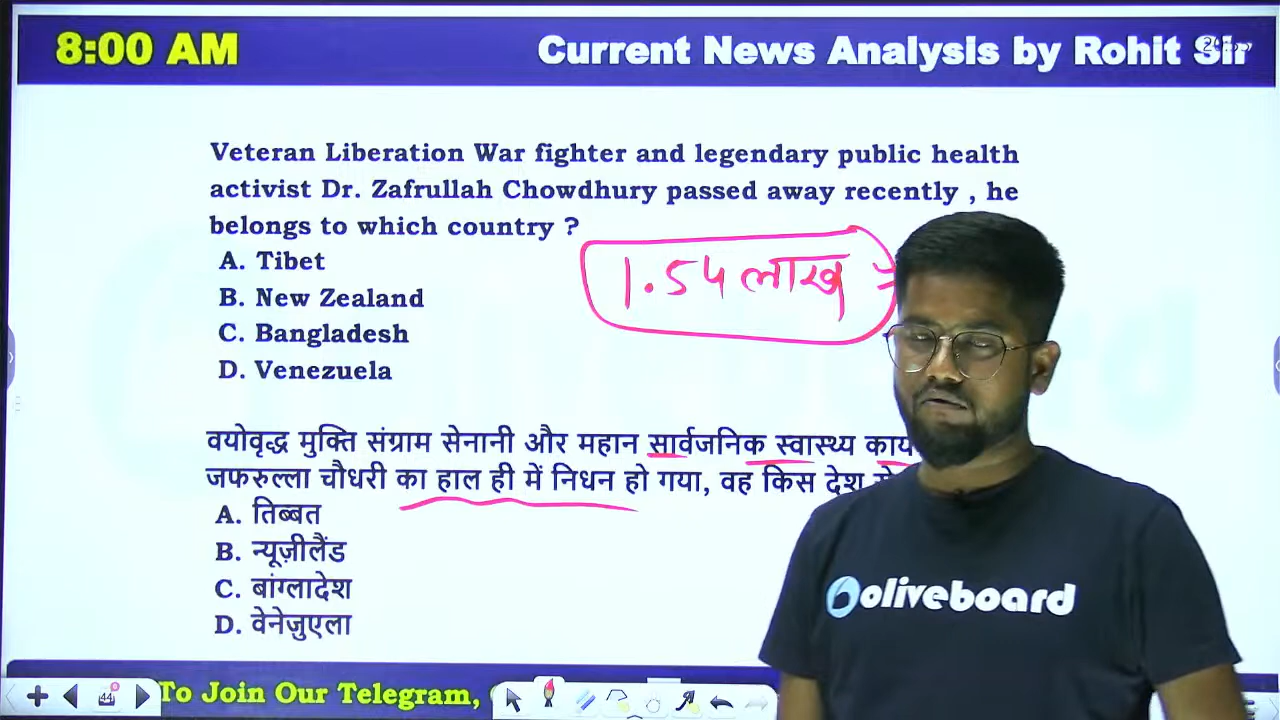 8:00 AM
Current News Analysis by Rohit Sir
Veteran Liberation War fighter and legendary public health
activist Dr. Zafrullah Chowdhury passed away recently , he
belongs to which country ?
A. Tibet
B. New Zealand
C. Bangladesh
D. Venezuela
1.54 लाख
वयोवृद्ध मुक्ति संग्राम सेनानी और महान सार्वजनिक स्वास्थ्य
जफरुल्ला चौधरी का हाल ही में निधन हो गया, वह किस देश
A. तिब्बत
B. न्यूज़ीलैंड
C. बांग्लादेश
D. वेनेज़ुएला
oliveboard
44
To Join Our Telegram,